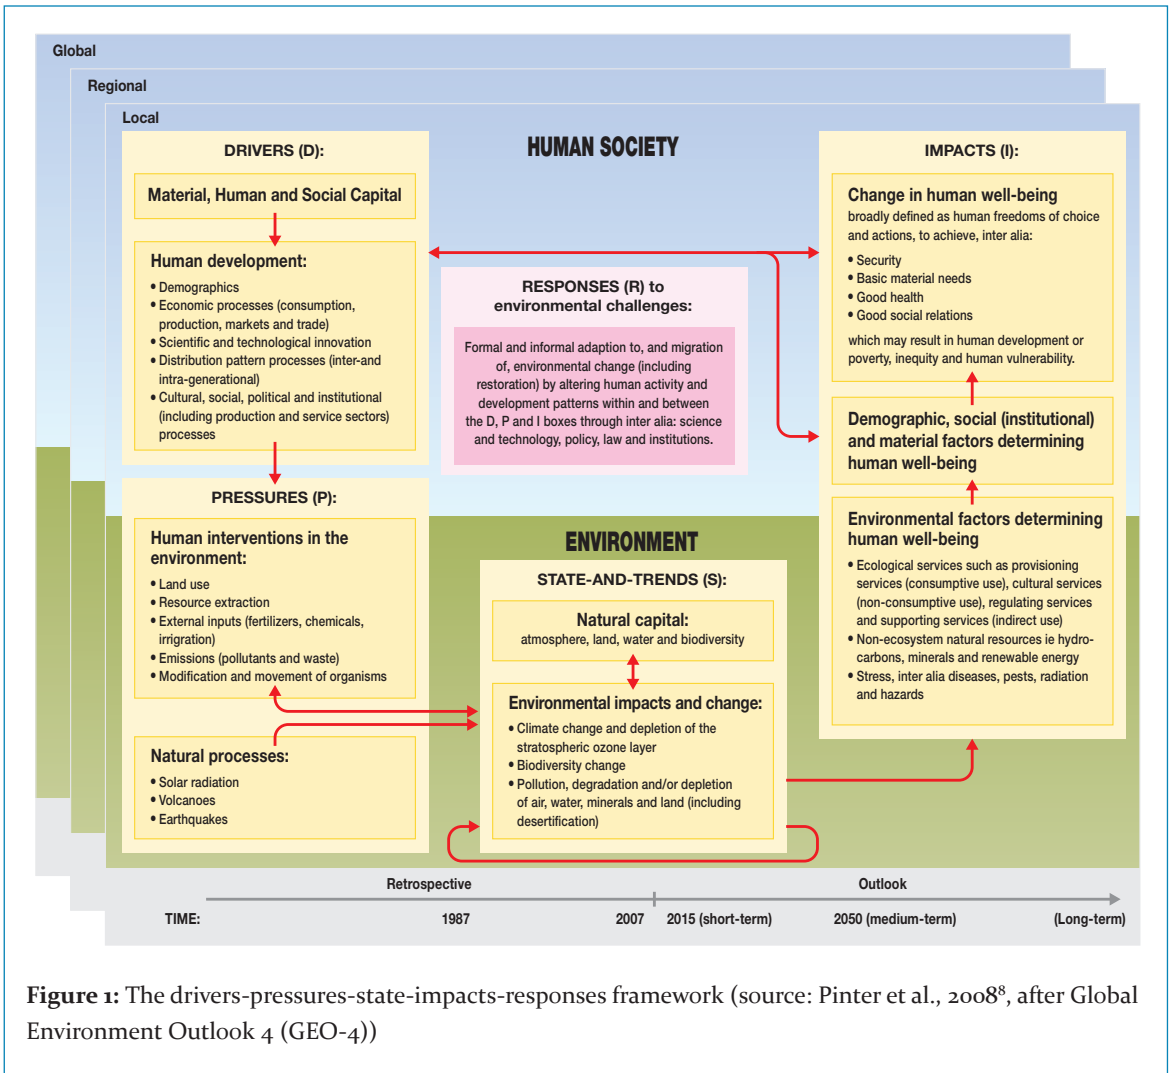 Global
Regional
Local
HUMAN SOCIETY
DRIVERS (D):
Material, Human and Social Capital
Human development:
• Demographics
• Economic processes (consumption,
production, markets and trade)
• Scientific and technological innovation
• Distribution pattern processes (inter-and
intra-generational)
• Cultural, social, political and institutional
(including production and service sectors)
processes
PRESSURES (P):
Human interventions in the
environment:
• Land use
• Resource extraction
• External inputs (fertilizers, chemicals,
irrigration)
• Emissions (pollutants and waste)
• Modification and movement of organisms
Natural processes:
• Solar radiation
• Volcanoes
• Earthquakes
RESPONSES (R) to
environmental challenges:
Formal and informal adaption to, and migration
of, environmental change (including
restoration) by altering human activity and
development patterns within and between
the D, P and I boxes through inter alia: science
and technology, policy, law and institutions.
ENVIRONMENT
STATE-AND-TRENDS (S):
Natural capital:
atmosphere, land, water and biodiversity
Environmental impacts and change:
• Climate change and depletion of the
stratospheric ozone layer
• Biodiversity change
• Pollution, degradation and/or depletion
of air, water, minerals and land (including
desertification)
IMPACTS (I):
Change in human well-being
broadly defined as human freedoms of choice
and actions, to achieve, inter alia:
• Security
• Basic material needs
• Good health
• Good social relations
which may result in human development or
poverty, inequity and human vulnerability.
Demographic, social (institutional)
and material factors determining
human well-being
Environmental factors determining
human well-being
• Ecological services such as provisioning
services (consumptive use), cultural services
(non-consumptive use), regulating services
and supporting services (indirect use)
• Non-ecosystem natural resources ie hydro-
carbons, minerals and renewable energy
• Stress, inter alia diseases, pests, radiation
and hazards
Retrospective
Outlook
TIME: 1987 2007 2015 (short-term) 2050 (medium-term) (Long-term)
Figure 1: The drivers-pressures-state-impacts-responses framework (source: Pinter et al., 2008⁸, after Global
Environment Outlook 4 (GEO-4))